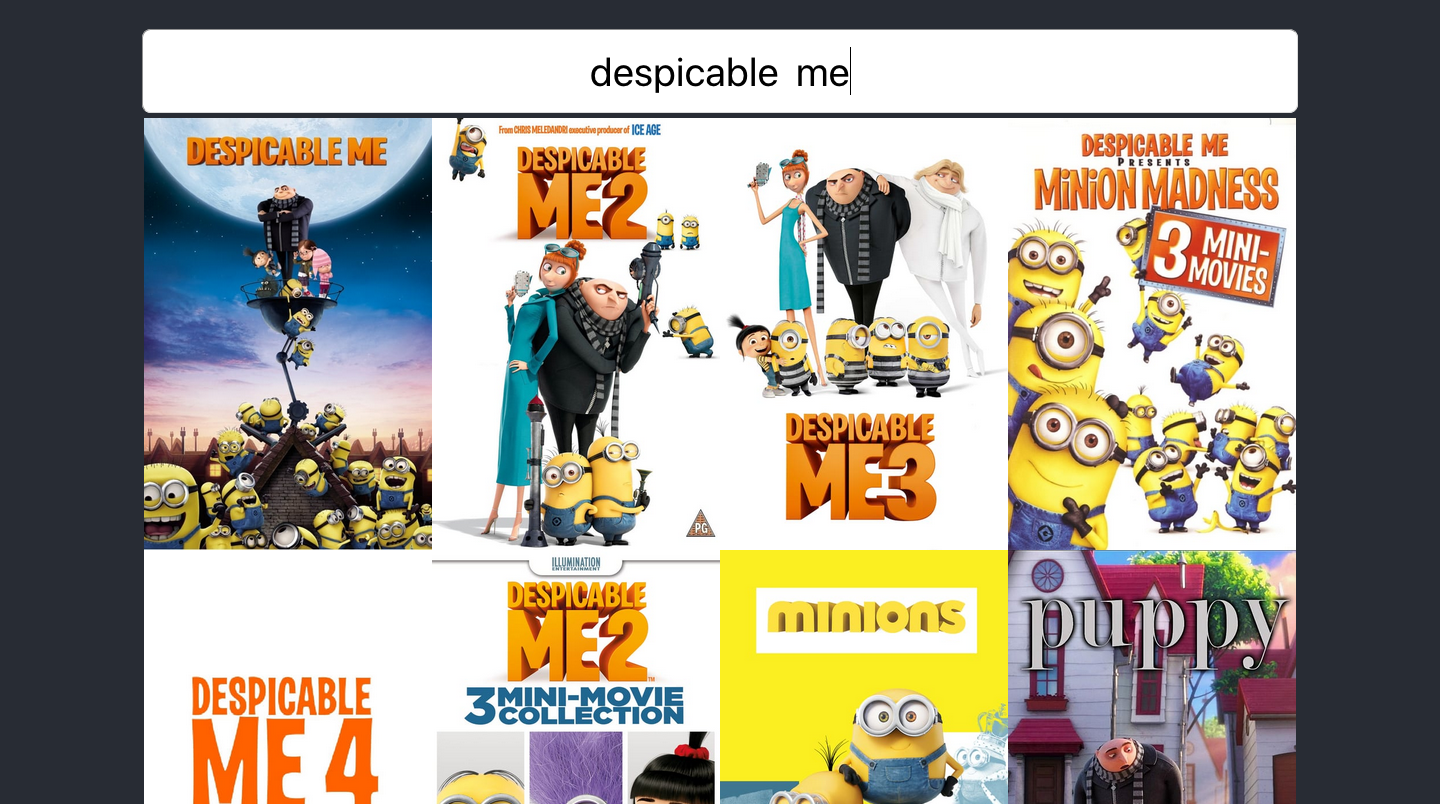 despicable me
DESPICABLE ME
From CHRIS MELEDANDRI executive producer of ICE AGE
DESPICABLE
ME2
PG
DESPICABLE
ME3
DESPICABLE ME
PRESENTS
MINION MADNESS
3 MINI-
MOVIES
DESPICABLE
ME 4
ILLUMINATION
ENTERTAINMENT
DESPICABLE
ME2
TM
3 MINI-MOVIE
COLLECTION
minions
puppy